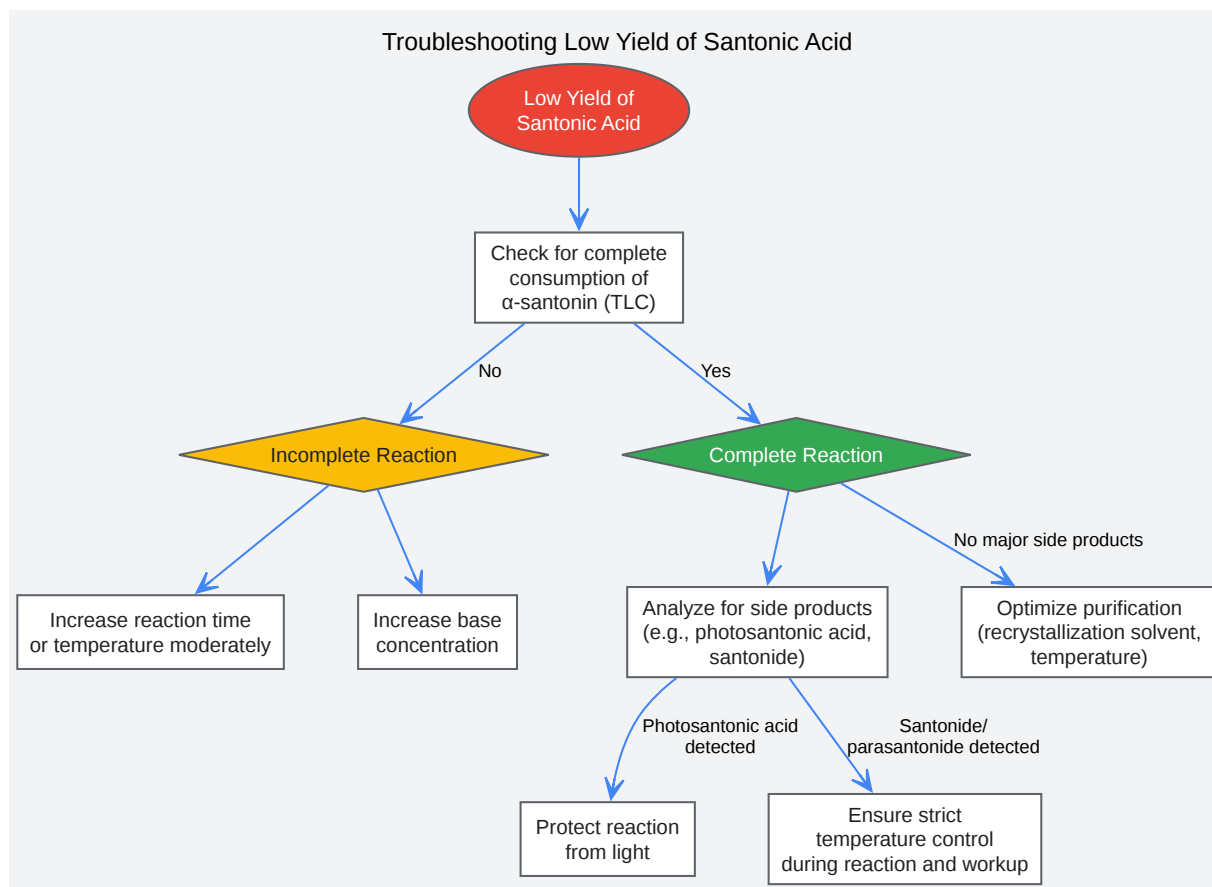 Troubleshooting Low Yield of Santonic Acid
Low Yield of
Santonic Acid
Check for complete
consumption of
α-santonin (TLC)
No
Yes
Incomplete Reaction
Complete Reaction
No major side products
Increase reaction time
or temperature moderately
Increase base
concentration
Analyze for side products
(e.g., photosantonic acid,
santonide)
Optimize purification
(recrystallization solvent,
temperature)
Photosantonic acid
detected
Santonide/
parasantonide detected
Protect reaction
from light
Ensure strict
temperature control
during reaction and workup